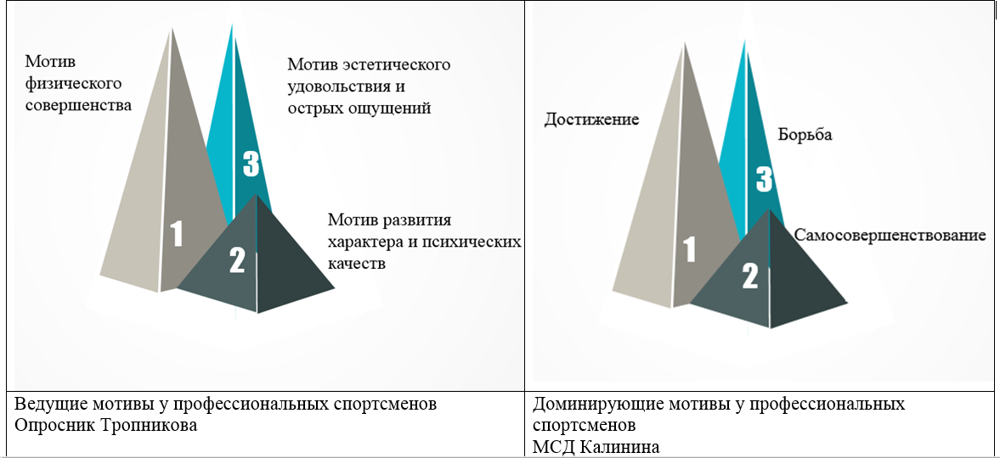 Мотив
физического
совершенства
Мотив эстетического
удовольствия и
острых ощущений
3
Мотив развития
характера и психических
качеств
1
2
Достижение
Борьба
3
Самосовершенствование
1
2
Ведущие мотивы у профессиональных спортсменов
Опросник Тропникова
Доминирующие мотивы у профессиональных
спортсменов
МСД Калинина